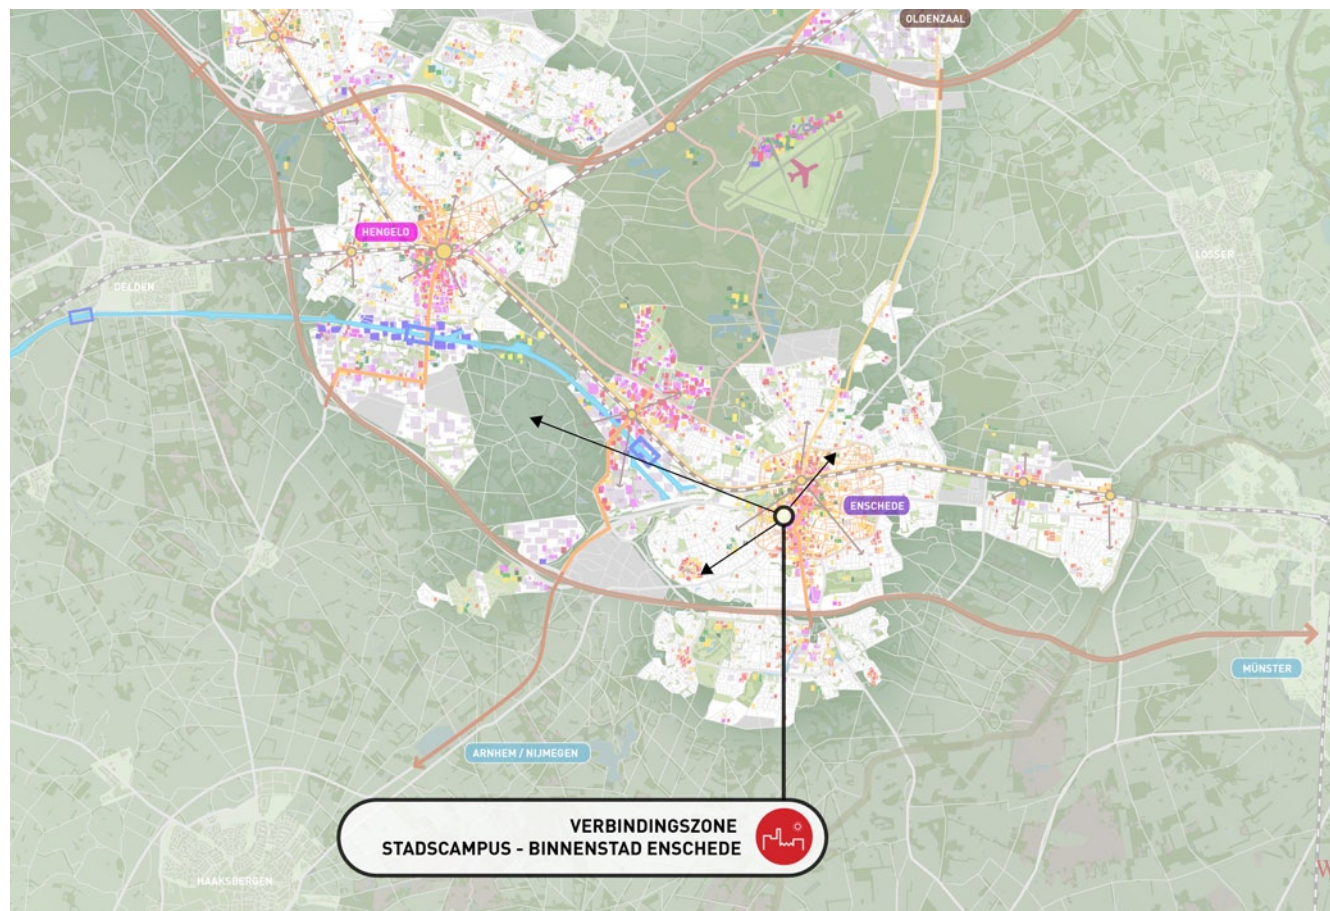 OLDENZAAL
HENGELO
DELDEN
LOSSER
ENSCHEDE
MÜNSTER
ARNHEM / NIJMEGEN
VERBINDINGSZONE
STADSCAMPUS - BINNENSTAD ENSCHEDE
HAAKSBERGEN
W